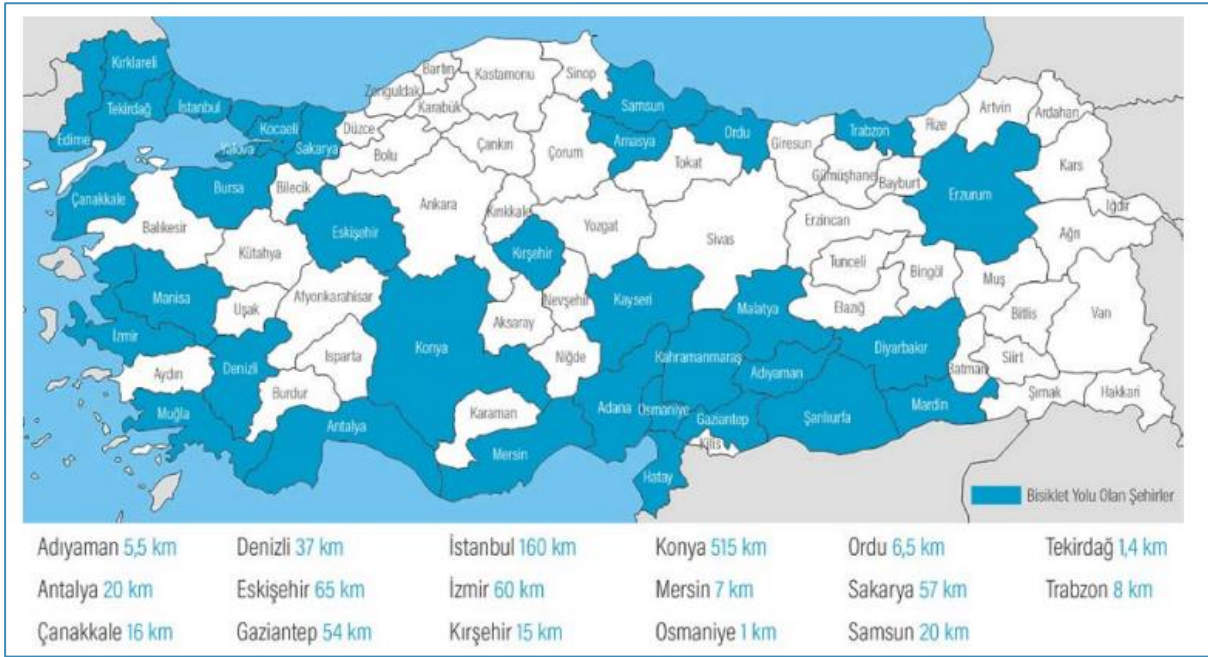 Kırklareli
Tekirdağ
İstanbul
Edirne
Kocaeli
Yalova
Sakarya
Düzce
Zonguldak
Bartın
Karabük
Kastamonu
Sinop
Samsun
Amasya
Ordu
Giresun
Trabzon
Rize
Artvin
Ardahan
Kars
Iğdır
Ağrı
Erzurum
Bayburt
Gümüşhane
Tokat
Çorum
Çankırı
Bolu
Bilecik
Bursa
Çanakkale
Balıkesir
Kütahya
Eskişehir
Ankara
Kırıkkale
Kırşehir
Yozgat
Sivas
Erzincan
Tunceli
Bingöl
Muş
Bitlis
Van
Elazığ
Malatya
Kayseri
Nevşehir
Aksaray
Niğde
Konya
Afyonkarahisar
Uşak
Manisa
İzmir
Aydın
Denizli
Isparta
Burdur
Muğla
Antalya
Karaman
Mersin
Adana
Osmaniye
Kahramanmaraş
Adıyaman
Gaziantep
Kilis
Hatay
Şanlıurfa
Diyarbakır
Mardin
Batman
Siirt
Şırnak
Hakkari
Bisiklet Yolu Olan Şehirler
Adıyaman 5,5 km Denizli 37 km İstanbul 160 km Konya 515 km Ordu 6,5 km Tekirdağ 1,4 km
Antalya 20 km Eskişehir 65 km İzmir 60 km Mersin 7 km Sakarya 57 km Trabzon 8 km
Çanakkale 16 km Gaziantep 54 km Kırşehir 15 km Osmaniye 1 km Samsun 20 km